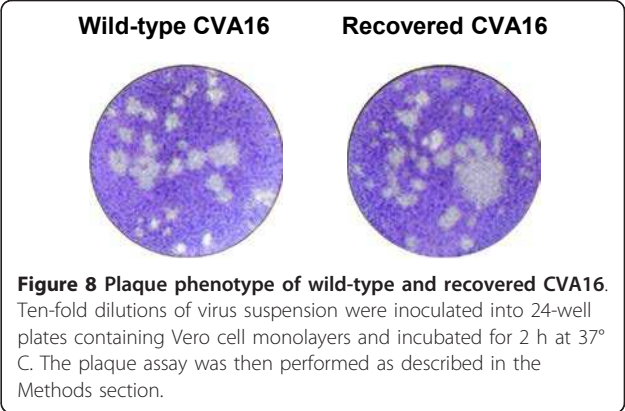 Wild-type CVA16 Recovered CVA16
Figure 8 Plaque phenotype of wild-type and recovered CVA16.
Ten-fold dilutions of virus suspension were inoculated into 24-well
plates containing Vero cell monolayers and incubated for 2 h at 37°
C. The plaque assay was then performed as described in the
Methods section.